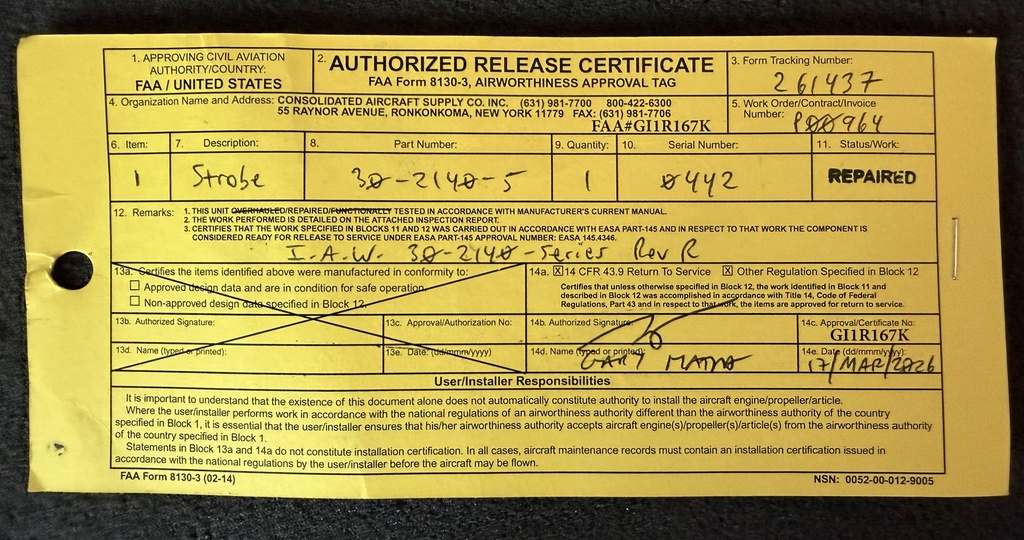 1. APPROVING CIVIL AVIATION
AUTHORITY/COUNTRY:
FAA / UNITED STATES
2. AUTHORIZED RELEASE CERTIFICATE
FAA Form 8130-3, AIRWORTHINESS APPROVAL TAG
3. Form Tracking Number:
261437
4. Organization Name and Address: CONSOLIDATED AIRCRAFT SUPPLY CO. INC. (631) 981-7700 800-422-6300
55 RAYNOR AVENUE, RONKONKOMA, NEW YORK 11779 FAX: (631) 981-7706
FAA#GI1R167K
5. Work Order/Contract/Invoice
Number: P00964
6. Item: 7. Description: 8. Part Number: 9. Quantity: 10. Serial Number: 11. Status/Work:
1 Strobe 30-2140-5 1 0442 REPAIRED
12. Remarks: 1. THIS UNIT OVERHAULED/REPAIRED/FUNCTIONALLY TESTED IN ACCORDANCE WITH MANUFACTURER'S CURRENT MANUAL.
2. THE WORK PERFORMED IS DETAILED ON THE ATTACHED INSPECTION REPORT.
3. CERTIFIES THAT THE WORK SPECIFIED IN BLOCKS 11 AND 12 WAS CARRIED OUT IN ACCORDANCE WITH EASA PART-145 AND IN RESPECT TO THAT WORK THE COMPONENT IS
CONSIDERED READY FOR RELEASE TO SERVICE UNDER EASA PART-145 APPROVAL NUMBER: EASA 145.4346.
I.A.W. 30-2140-Series Rev R
13a. Certifies the items identified above were manufactured in conformity to:
☐ Approved design data and are in condition for safe operation.
☐ Non-approved design data specified in Block 12.
14a. ☒ 14 CFR 43.9 Return To Service ☒ Other Regulation Specified in Block 12
Certifies that unless otherwise specified in Block 12, the work identified in Block 11 and
described in Block 12 was accomplished in accordance with Title 14, Code of Federal
Regulations, Part 43 and in respect to that work, the items are approved for return to service.
13b. Authorized Signature: 13c. Approval/Authorization No: 14b. Authorized Signature: 14c. Approval/Certificate No:
GI1R167K
13d. Name (typed or printed): 13e. Date: (dd/mmm/yyyy) 14d. Name (typed or printed): 14e. Date (dd/mmm/yyyy):
GARY 17/MAR/2026
User/Installer Responsibilities
It is important to understand that the existence of this document alone does not automatically constitute authority to install the aircraft engine/propeller/article.
Where the user/installer performs work in accordance with the national regulations of an airworthiness authority different than the airworthiness authority of the country
specified in Block 1, it is essential that the user/installer ensures that his/her airworthiness authority accepts aircraft engine(s)/propeller(s)/article(s) from the airworthiness authority
of the country specified in Block 1.
Statements in Block 13a and 14a do not constitute installation certification. In all cases, aircraft maintenance records must contain an installation certification issued in
accordance with the national regulations by the user/installer before the aircraft may be flown.
FAA Form 8130-3 (02-14) NSN: 0052-00-012-9005